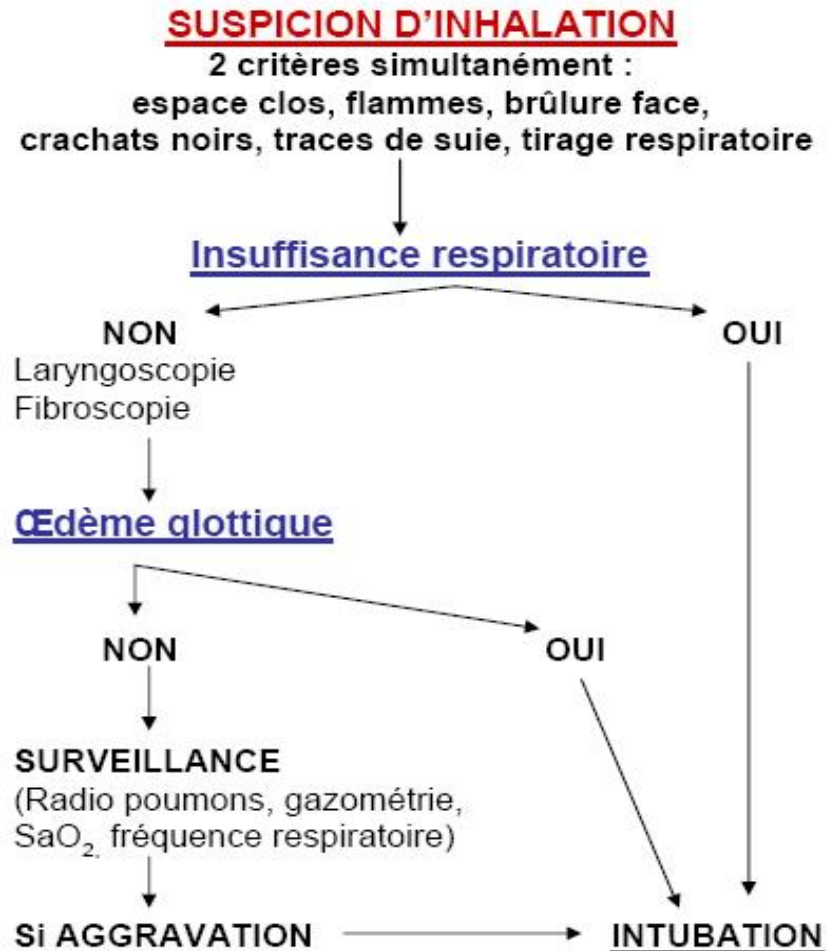 SUSPICION D'INHALATION
2 critères simultanément :
espace clos, flammes, brûlure face,
crachats noirs, traces de suie, tirage respiratoire
Insuffisance respiratoire
NON
OUI
Laryngoscopie
Fibroscopie
Œdème glottique
NON
OUI
SURVEILLANCE
(Radio poumons, gazométrie,
SaO₂, fréquence respiratoire)
Si AGGRAVATION
INTUBATION